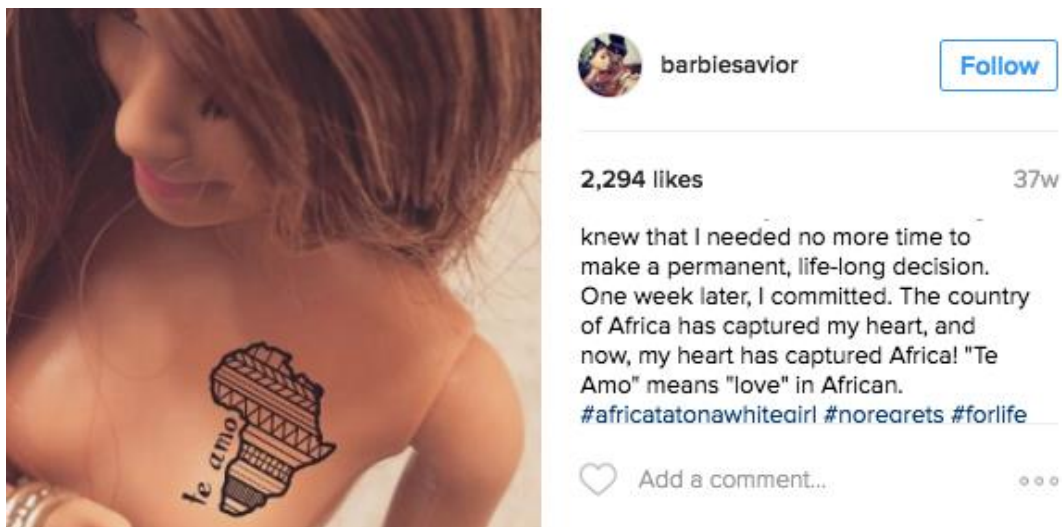 te amo
barbiesavior
Follow
2,294 likes
37w
knew that I needed no more time to
make a permanent, life-long decision.
One week later, I committed. The country
of Africa has captured my heart, and
now, my heart has captured Africa! "Te
Amo" means "love" in African.
#africatatonawhitegirl #noregrets #forlife
Add a comment...